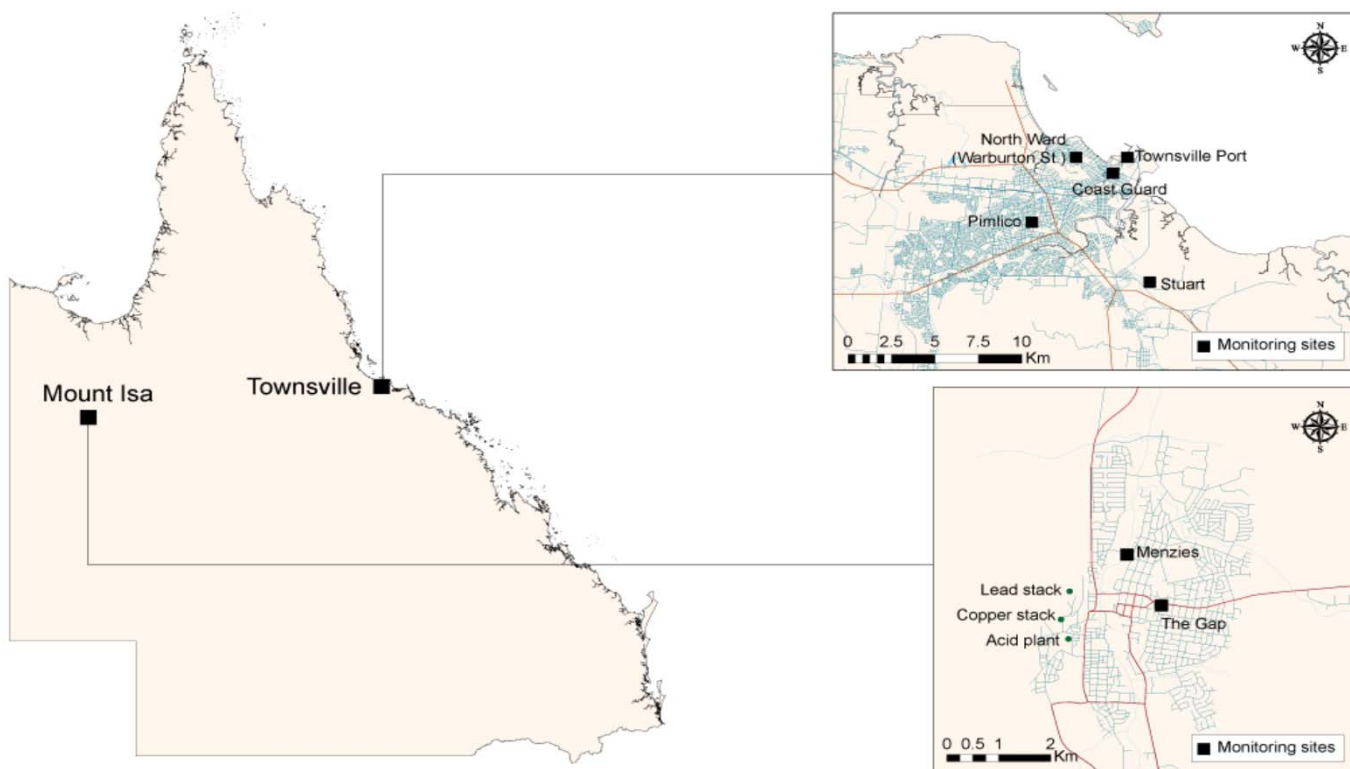 Mount Isa
Townsville
N
W E
S
North Ward
(Warburton St.)
Townsville Port
Coast Guard
Pimlico
Stuart
0 2.5 5 7.5 10
Km
Monitoring sites
N
W E
S
Menzies
Lead stack
The Gap
Copper stack
Acid plant
0 0.5 1 2
Km
Monitoring sites